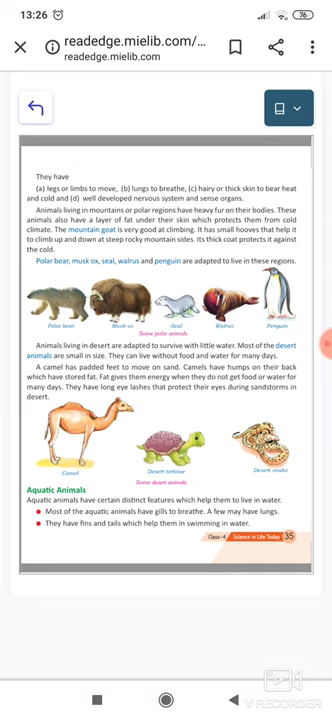 13:26
76
readedge.mielib.com/...
readedge.mielib.com
They have
(a) legs or limbs to move, (b) lungs to breathe, (c) hairy or thick skin to bear heat
and cold and (d) well developed nervous system and sense organs.
Animals living in mountains or polar regions have heavy fur on their bodies. These
animals also have a layer of fat under their skin which protects them from cold
climate. The mountain goat is very good at climbing. It has small hooves that help it
to climb up and down at steep rocky mountain sides. Its thick coat protects it against
the cold.
Polar bear, musk ox, seal, walrus and penguin are adapted to live in these regions.
Polar bear
Musk ox
Seal
Walrus
Penguin
Some polar animals
Animals living in desert are adapted to survive with little water. Most of the desert
animals are small in size. They can live without food and water for many days.
A camel has padded feet to move on sand. Camels have humps on their back
which have stored fat. Fat gives them energy when they do not get food or water for
many days. They have long eye lashes that protect their eyes during sandstorms in
desert.
Camel
Desert tortoise
Desert snake
Some desert animals
Aquatic Animals
Aquatic animals have certain distinct features which help them to live in water.
Most of the aquatic animals have gills to breathe. A few may have lungs.
They have fins and tails which help them in swimming in water.
Class-4 Science in Life Today 35
V RECORDER